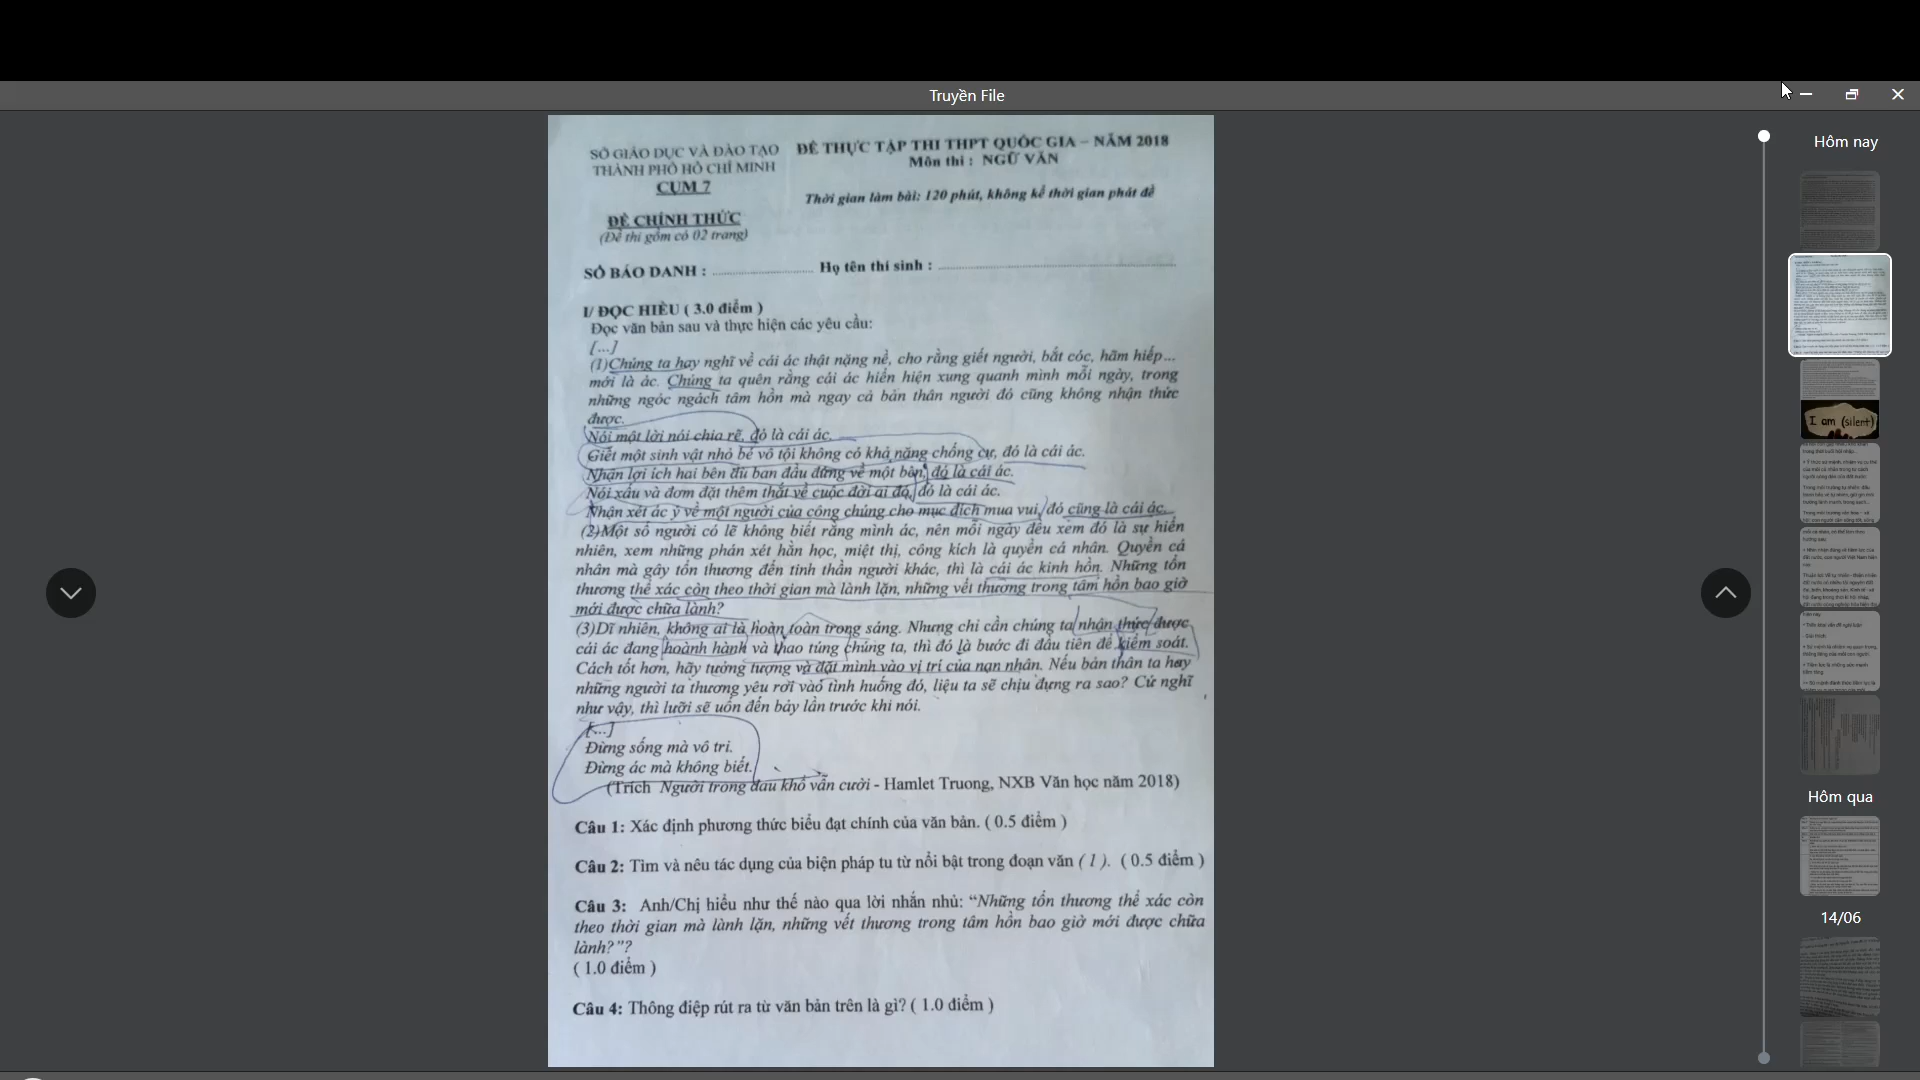 Truyền File
Hôm nay
SỞ GIÁO DỤC VÀ ĐÀO TẠO
THÀNH PHỐ HỒ CHÍ MINH
CỤM 7
ĐỀ THỰC TẬP THI THPT QUỐC GIA – NĂM 2018
Môn thi : NGỮ VĂN
Thời gian làm bài: 120 phút, không kể thời gian phát đề
ĐỀ CHÍNH THỨC
(Đề thi gồm có 02 trang)
SỐ BÁO DANH : .................... Họ tên thí sinh : ....................
I/ ĐỌC HIỂU ( 3.0 điểm )
Đọc văn bản sau và thực hiện các yêu cầu:
[...]
(1)Chúng ta hay nghĩ về cái ác thật nặng nề, cho rằng giết người, bắt cóc, hãm hiếp...
mới là ác. Chúng ta quên rằng cái ác hiển hiện xung quanh mình mỗi ngày, trong
những ngóc ngách tâm hồn mà ngay cả bản thân người đó cũng không nhận thức
được.
Nói một lời nói chia rẽ, đó là cái ác.
Giết một sinh vật nhỏ bé vô tội không có khả năng chống cự, đó là cái ác.
Nhận lợi ích hai bên dù ban đầu đứng về một bên, đó là cái ác.
Nói xấu và đơm đặt thêm thắt về cuộc đời ai đó, đó là cái ác.
Nhận xét ác ý về một người của công chúng cho mục đích mua vui, đó cũng là cái ác.
(2)Một số người có lẽ không biết rằng mình ác, nên mỗi ngày đều xem đó là sự hiển
nhiên, xem những phán xét hằn học, miệt thị, công kích là quyền cá nhân. Quyền cá
nhân mà gây tổn thương đến tinh thần người khác, thì là cái ác kinh hồn. Những tổn
thương thể xác còn theo thời gian mà lành lặn, những vết thương trong tâm hồn bao giờ
mới được chữa lành?
(3)Dĩ nhiên, không ai là hoàn toàn trong sáng. Nhưng chỉ cần chúng ta nhận thức được
cái ác đang hoành hành và thao túng chúng ta, thì đó là bước đi đầu tiên để kiểm soát.
Cách tốt hơn, hãy tưởng tượng và đặt mình vào vị trí của nạn nhân. Nếu bản thân ta hay
những người ta thương yêu rơi vào tình huống đó, liệu ta sẽ chịu đựng ra sao? Cứ nghĩ
như vậy, thì lưỡi sẽ uốn đến bảy lần trước khi nói.
[...]
Đừng sống mà vô tri.
Đừng ác mà không biết.
(Trích Người trong đau khổ vẫn cười - Hamlet Truong, NXB Văn học năm 2018)
Câu 1: Xác định phương thức biểu đạt chính của văn bản. ( 0.5 điểm )
Câu 2: Tìm và nêu tác dụng của biện pháp tu từ nổi bật trong đoạn văn ( 1 ). ( 0.5 điểm )
Câu 3: Anh/Chị hiểu như thế nào qua lời nhắn nhủ: “Những tổn thương thể xác còn
theo thời gian mà lành lặn, những vết thương trong tâm hồn bao giờ mới được chữa
lành?”?
( 1.0 điểm )
Câu 4: Thông điệp rút ra từ văn bản trên là gì? ( 1.0 điểm )
I am (silent)
Hôm qua
14/06